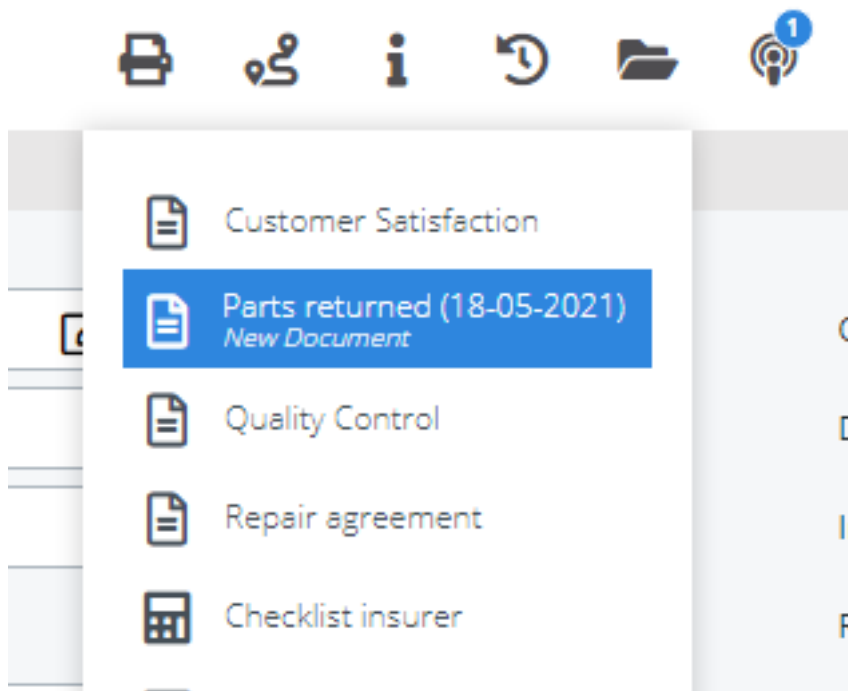 1
Customer Satisfaction
Parts returned (18-05-2021)
New Document
Quality Control
Repair agreement
Checklist insurer